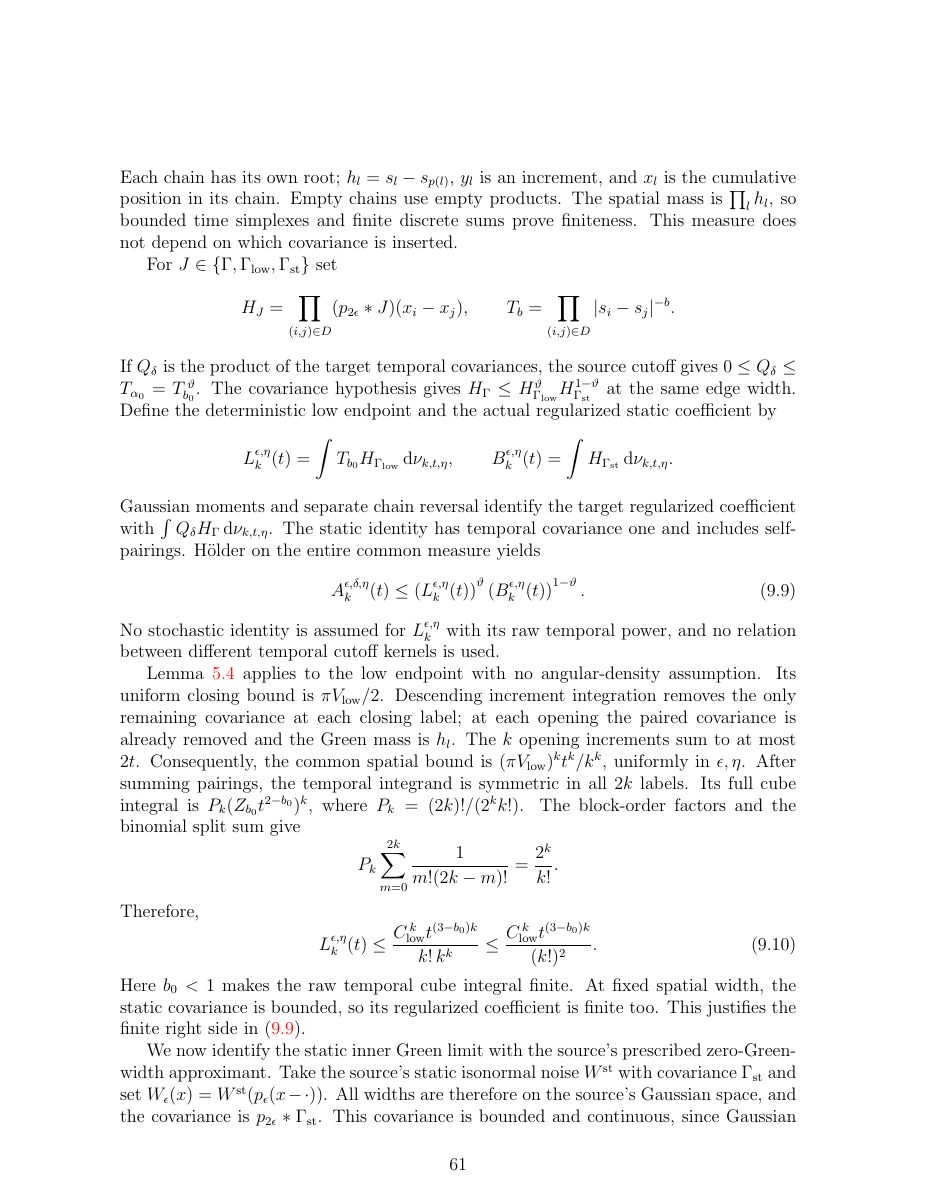 Each chain has its own root; $h_l = s_l - s_{p(l)}$, $y_l$ is an increment, and $x_l$ is the cumulative
position in its chain. Empty chains use empty products. The spatial mass is $\prod_l h_l$, so
bounded time simplexes and finite discrete sums prove finiteness. This measure does
not depend on which covariance is inserted.
For $J \in \{\Gamma, \Gamma_{\text{low}}, \Gamma_{\text{st}}\}$ set
$H_J = \prod_{(i,j)\in D} (p_{2\epsilon} * J)(x_i - x_j), \qquad T_b = \prod_{(i,j)\in D} |s_i - s_j|^{-b}.$
If $Q_\delta$ is the product of the target temporal covariances, the source cutoff gives $0 \le Q_\delta \le$
$T_{\alpha_0} = T_{b_0}^{\vartheta}$. The covariance hypothesis gives $H_\Gamma \le H_{\Gamma_{\text{low}}}^{\vartheta} H_{\Gamma_{\text{st}}}^{1-\vartheta}$ at the same edge width.
Define the deterministic low endpoint and the actual regularized static coefficient by
$L_k^{\epsilon,\eta}(t) = \int T_{b_0} H_{\Gamma_{\text{low}}} \, \mathrm{d}\nu_{k,t,\eta}, \qquad B_k^{\epsilon,\eta}(t) = \int H_{\Gamma_{\text{st}}} \, \mathrm{d}\nu_{k,t,\eta}.$
Gaussian moments and separate chain reversal identify the target regularized coefficient
with $\int Q_\delta H_\Gamma \, \mathrm{d}\nu_{k,t,\eta}$. The static identity has temporal covariance one and includes self-
pairings. Hölder on the entire common measure yields
$A_k^{\epsilon,\delta,\eta}(t) \le \left(L_k^{\epsilon,\eta}(t)\right)^{\vartheta} \left(B_k^{\epsilon,\eta}(t)\right)^{1-\vartheta}. \qquad (9.9)$
No stochastic identity is assumed for $L_k^{\epsilon,\eta}$ with its raw temporal power, and no relation
between different temporal cutoff kernels is used.
Lemma 5.4 applies to the low endpoint with no angular-density assumption. Its
uniform closing bound is $\pi V_{\text{low}}/2$. Descending increment integration removes the only
remaining covariance at each closing label; at each opening the paired covariance is
already removed and the Green mass is $h_l$. The $k$ opening increments sum to at most
$2t$. Consequently, the common spatial bound is $(\pi V_{\text{low}})^k t^k / k^k$, uniformly in $\epsilon, \eta$. After
summing pairings, the temporal integrand is symmetric in all $2k$ labels. Its full cube
integral is $P_k (Z_{b_0} t^{2-b_0})^k$, where $P_k = (2k)!/(2^k k!)$. The block-order factors and the
binomial split sum give
$P_k \sum_{m=0}^{2k} \frac{1}{m!(2k-m)!} = \frac{2^k}{k!}.$
Therefore,
$L_k^{\epsilon,\eta}(t) \le \frac{C_{\text{low}}^k t^{(3-b_0)k}}{k! \, k^k} \le \frac{C_{\text{low}}^k t^{(3-b_0)k}}{(k!)^2}. \qquad (9.10)$
Here $b_0 < 1$ makes the raw temporal cube integral finite. At fixed spatial width, the
static covariance is bounded, so its regularized coefficient is finite too. This justifies the
finite right side in (9.9).
We now identify the static inner Green limit with the source's prescribed zero-Green-
width approximant. Take the source's static isonormal noise $W^{\text{st}}$ with covariance $\Gamma_{\text{st}}$ and
set $W_\epsilon(x) = W^{\text{st}}(p_\epsilon(x - \cdot))$. All widths are therefore on the source's Gaussian space, and
the covariance is $p_{2\epsilon} * \Gamma_{\text{st}}$. This covariance is bounded and continuous, since Gaussian
61